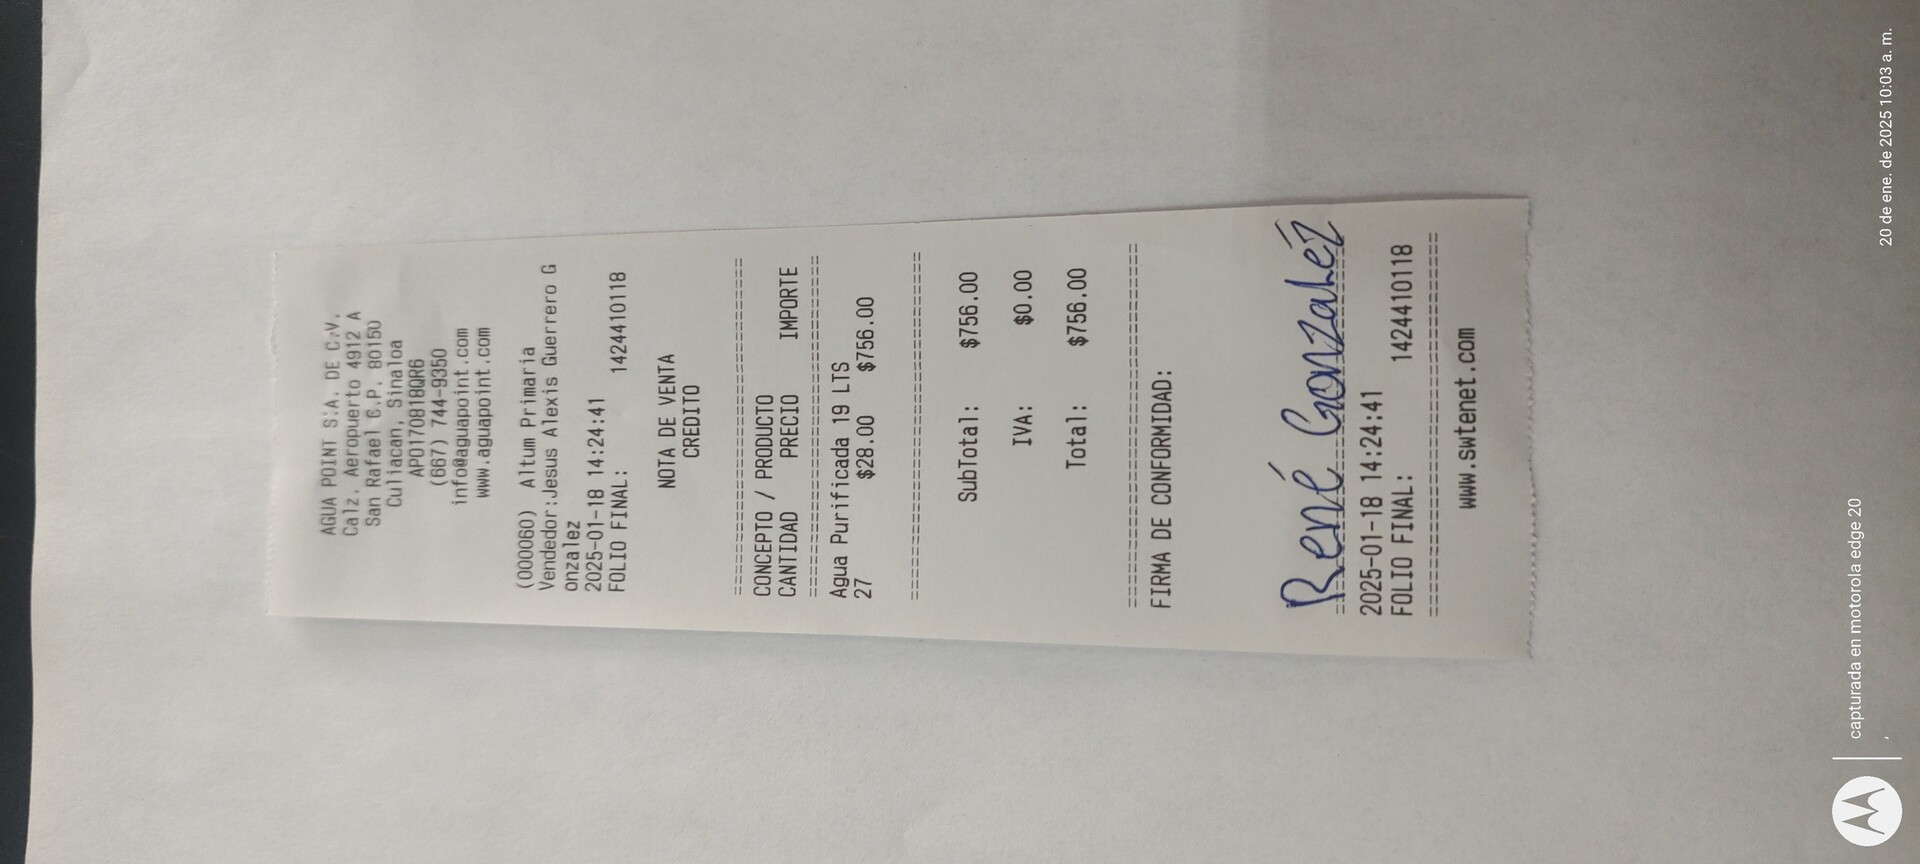 AGUA POINT S.A. DE C.V.
Calz. Aeropuerto 4912 A
San Rafael C.P. 80150
Culiacan, Sinaloa
APO170818QR6
(667) 744-9350
info@aguapoint.com
www.aguapoint.com
(000060) Altum Primaria
Vendedor:Jesus Alexis Guerrero G
onzalez
2025-01-18 14:24:41
FOLIO FINAL: 1424410118
NOTA DE VENTA
CREDITO
================================
CONCEPTO / PRODUCTO
CANTIDAD PRECIO IMPORTE
================================
Agua Purificada 19 LTS
27 $28.00 $756.00
================================
SubTotal: $756.00
IVA: $0.00
Total: $756.00
================================
FIRMA DE CONFORMIDAD:
René González
================================
2025-01-18 14:24:41
FOLIO FINAL: 1424410118
================================
www.swtenet.com
capturada en motorola edge 20
20 de ene. de 2025 10:03 a. m.